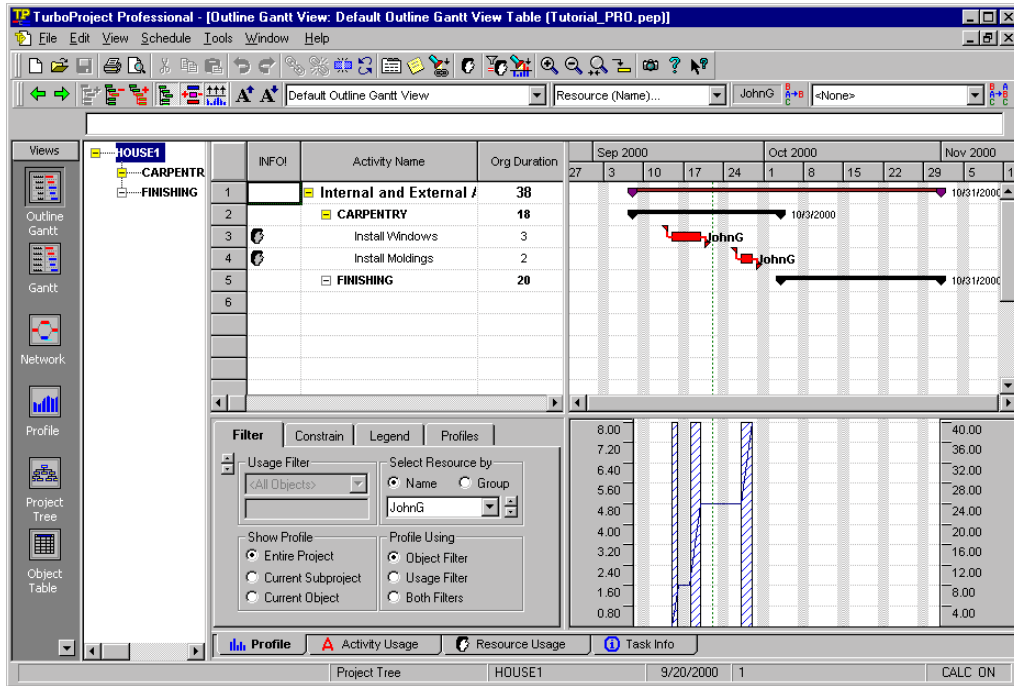 TurboProject Professional - [Outline Gantt View: Default Outline Gantt View Table (Tutorial_PRO.pep)]
File Edit View Schedule Tools Window Help
Default Outline Gantt View Resource (Name)... JohnG <None>
Views
Outline Gantt
Gantt
Network
Profile
Project Tree
Object Table
HOUSE1
CARPENTR
FINISHING
INFO! Activity Name Org Duration
1 Internal and External 38
2 CARPENTRY 18
3 Install Windows 3
4 Install Moldings 2
5 FINISHING 20
6
Sep 2000 Oct 2000 Nov 2000
27 3 10 17 24 1 8 15 22 29 5 1
10/31/2000
10/3/2000
JohnG
JohnG
10/31/2000
Filter Constrain Legend Profiles
Usage Filter
<All Objects>
Select Resource by
Name Group
JohnG
Show Profile
Entire Project
Current Subproject
Current Object
Profile Using
Object Filter
Usage Filter
Both Filters
8.00 40.00
7.20 36.00
6.40 32.00
5.60 28.00
4.80 24.00
4.00 20.00
3.20 16.00
2.40 12.00
1.60 8.00
0.80 4.00
Profile Activity Usage Resource Usage Task Info
Project Tree HOUSE1 9/20/2000 1 CALC ON